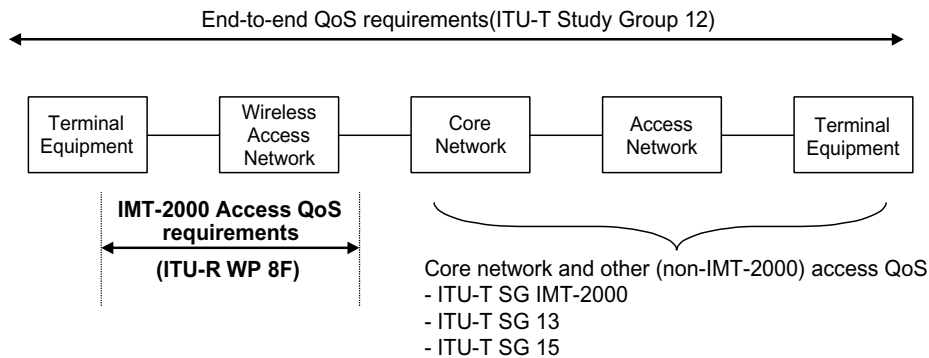 End-to-end QoS requirements(ITU-T Study Group 12)
Terminal
Equipment
Wireless
Access
Network
Core
Network
Access
Network
Terminal
Equipment
IMT-2000 Access QoS
requirements
(ITU-R WP 8F)
Core network and other (non-IMT-2000) access QoS
- ITU-T SG IMT-2000
- ITU-T SG 13
- ITU-T SG 15